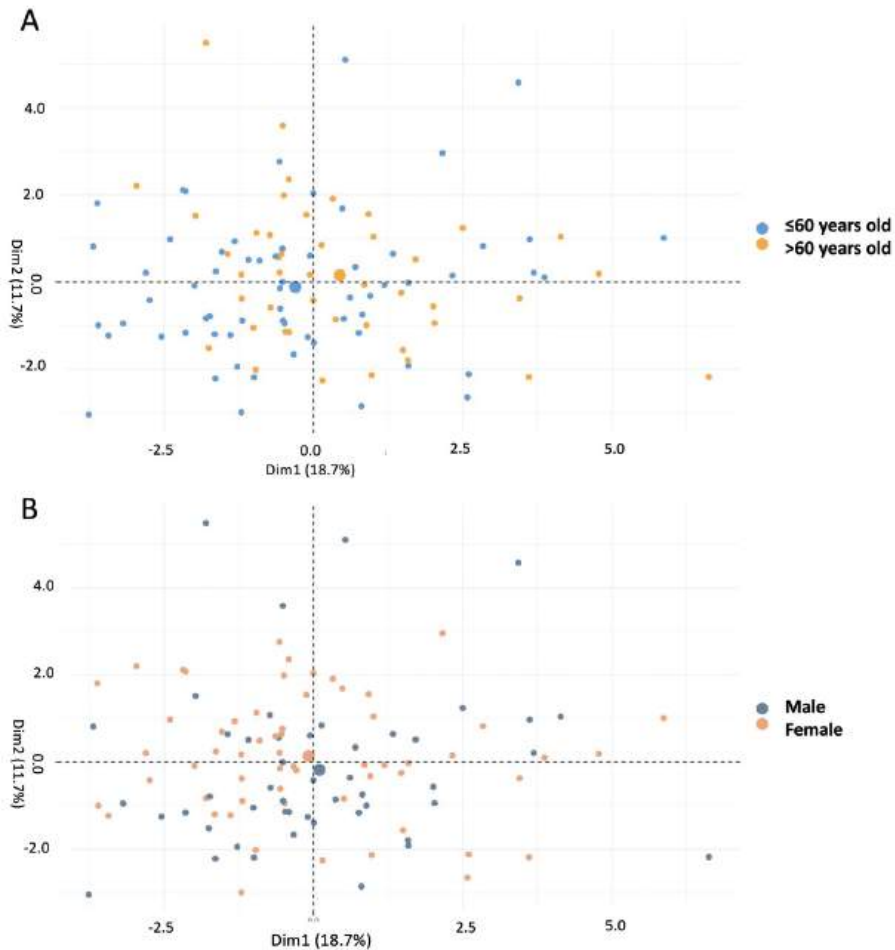 A
4.0
2.0
0.0
-2.0
Dim2 (11.7%)
-2.5
0.0
2.5
5.0
Dim1 (18.7%)
≤60 years old
>60 years old
B
4.0
2.0
0.0
-2.0
Dim2 (11.7%)
-2.5
0.0
2.5
5.0
Dim1 (18.7%)
Male
Female